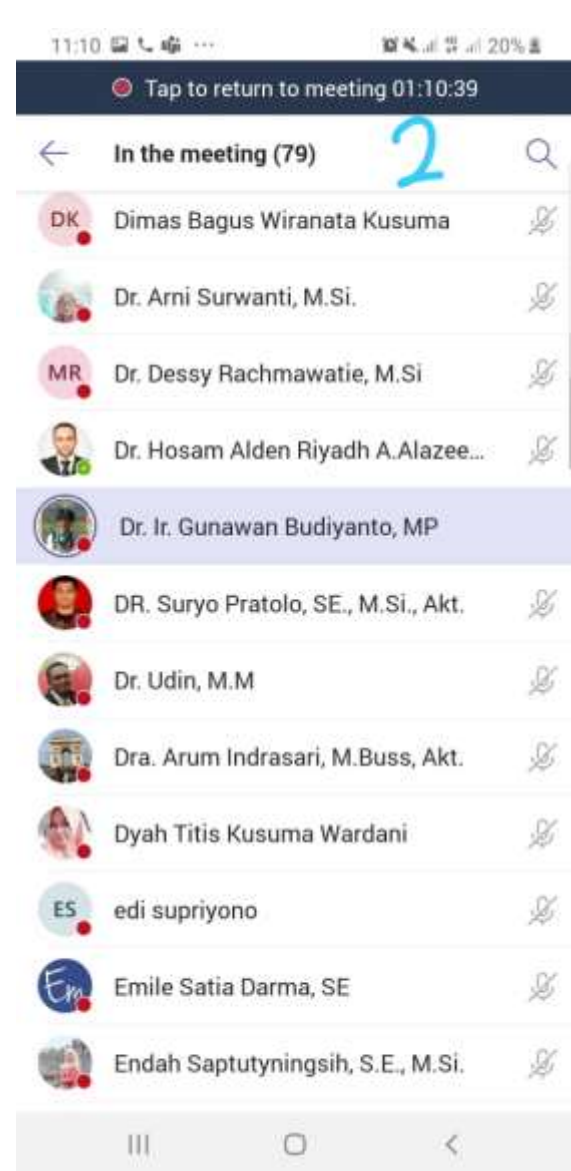 11:10 20%
Tap to return to meeting 01:10:39
In the meeting (79) 2
DK Dimas Bagus Wiranata Kusuma
Dr. Arni Surwanti, M.Si.
MR Dr. Dessy Rachmawatie, M.Si
Dr. Hosam Alden Riyadh A.Alazee...
Dr. Ir. Gunawan Budiyanto, MP
DR. Suryo Pratolo, SE., M.Si., Akt.
Dr. Udin, M.M
Dra. Arum Indrasari, M.Buss, Akt.
Dyah Titis Kusuma Wardani
ES edi supriyono
Em Emile Satia Darma, SE
Endah Saptutyningsih, S.E., M.Si.